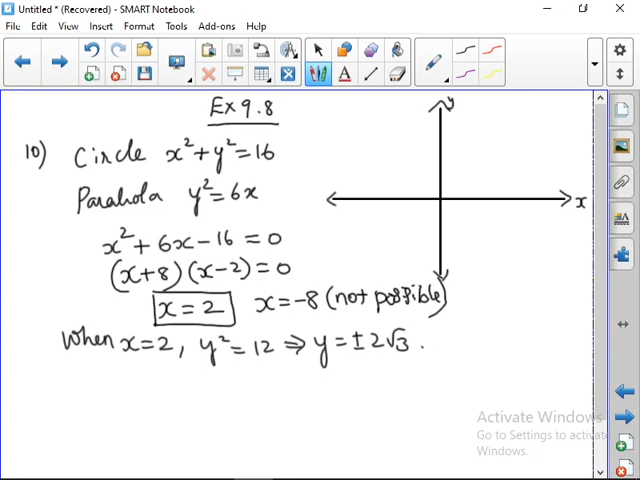 Untitled * (Recovered) - SMART Notebook
File Edit View Insert Format Tools Add-ons Help
Ex 9.8
10) Circle x²+y²=16
Parabola y²=6x
x²+6x-16=0
(x+8)(x-2)=0
x=2 x=-8 (not possible)
When x=2, y²=12 ⇒ y=±2√3.
y
x
Activate Windows
Go to Settings to activate
Windows.